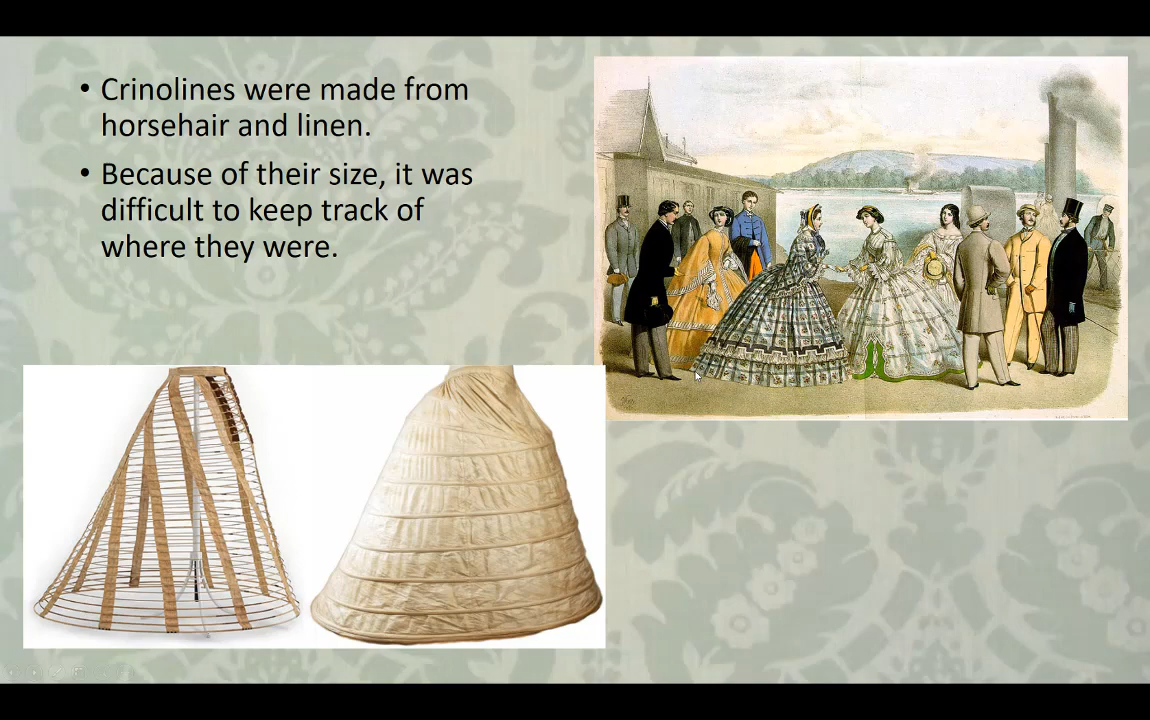 • Crinolines were made from
horsehair and linen.
• Because of their size, it was
difficult to keep track of
where they were.